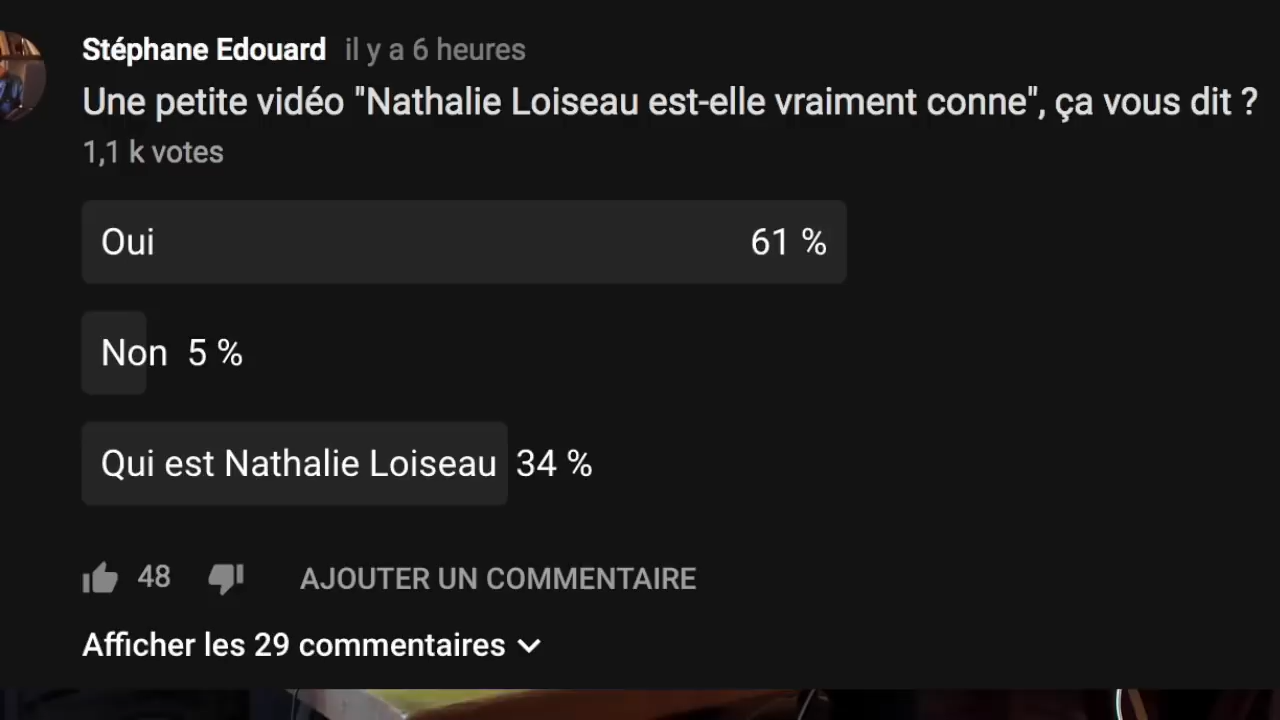 Stéphane Edouard il y a 6 heures
Une petite vidéo "Nathalie Loiseau est-elle vraiment conne", ça vous dit ?
1,1 k votes
Oui 61 %
Non 5 %
Qui est Nathalie Loiseau 34 %
48 AJOUTER UN COMMENTAIRE
Afficher les 29 commentaires